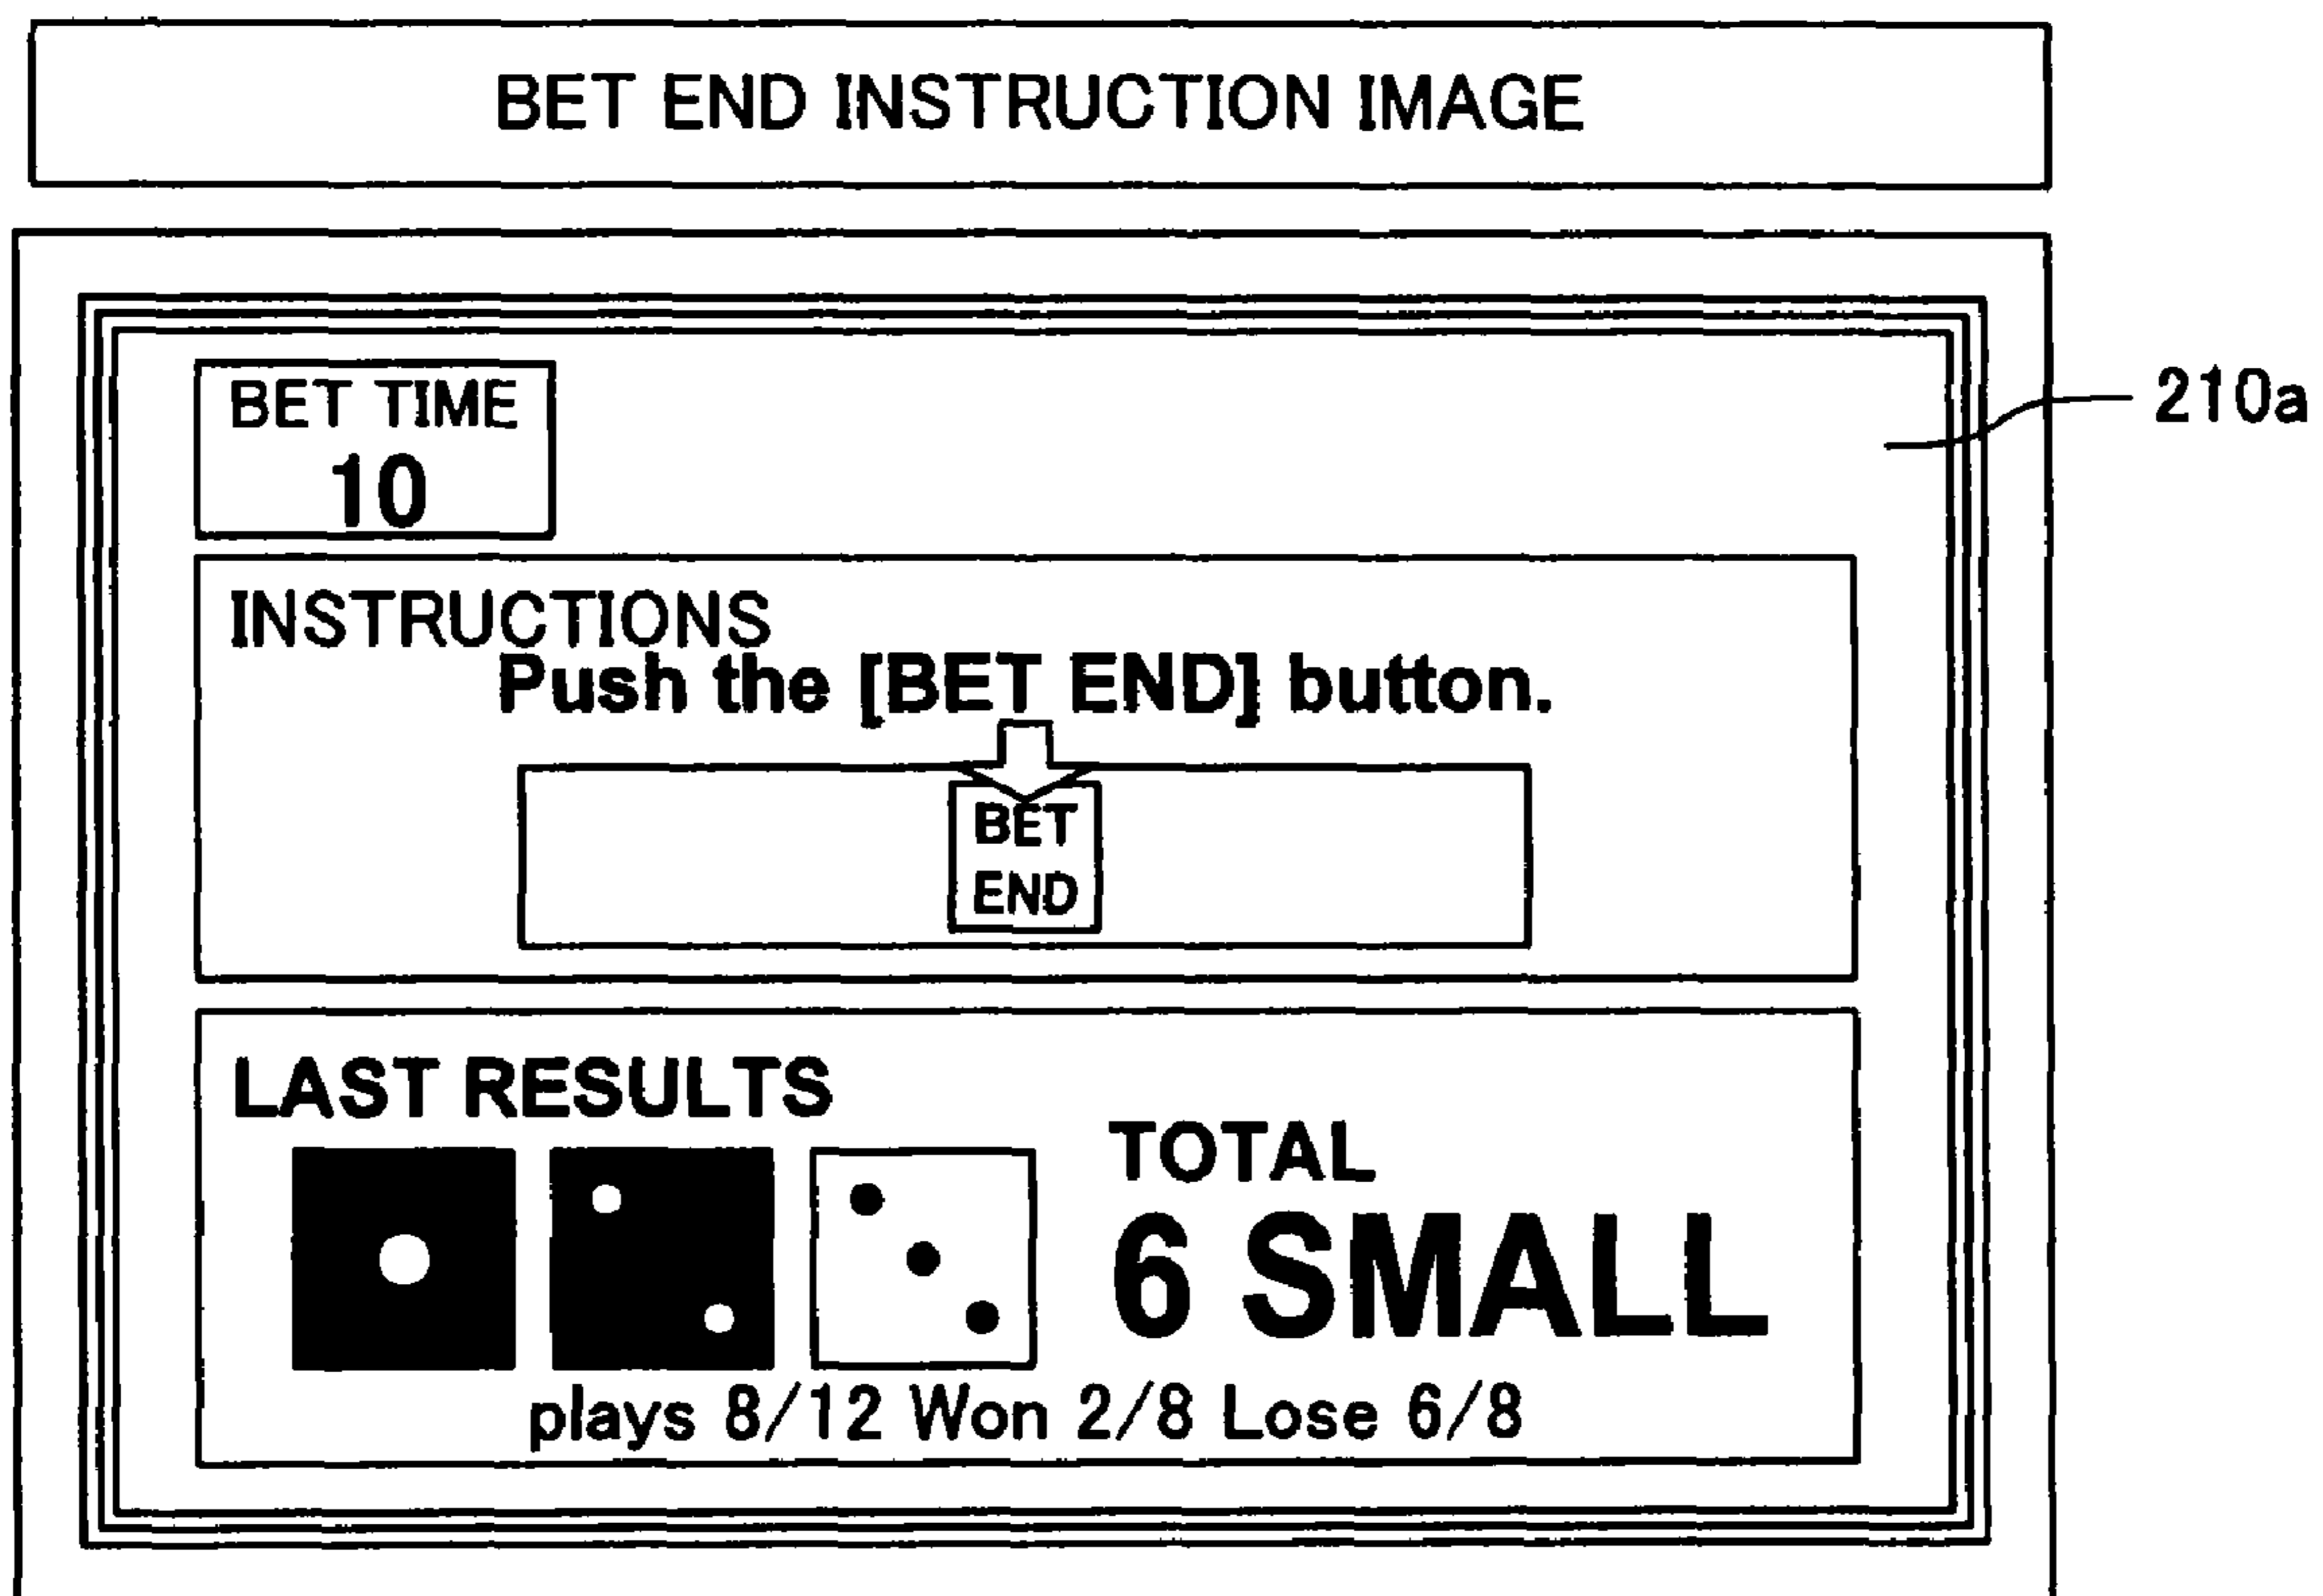 BET END INSTRUCTION IMAGE
210a
BET TIME
10
INSTRUCTIONS
Push the [BET END] button.
BET
END
LAST RESULTS
TOTAL
6 SMALL
plays 8/12 Won 2/8 Lose 6/8